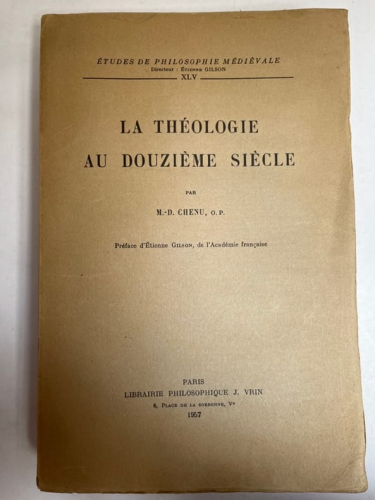 ÉTUDES DE PHILOSOPHIE MÉDIÉVALE
Directeur : Étienne GILSON
XLV
LA THÉOLOGIE
AU DOUZIÈME SIÈCLE
PAR
M.-D. CHENU, O. P.
Préface d'Étienne GILSON, de l'Académie française
PARIS
LIBRAIRIE PHILOSOPHIQUE J. VRIN
6, PLACE DE LA SORBONNE, Ve
1957